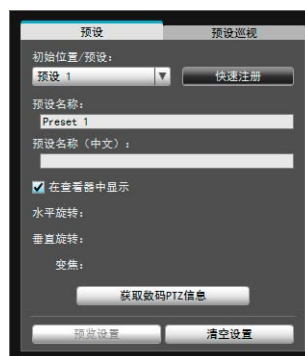 预设 预设巡视
初始位置/预设：
预设 1 快速注册
预设名称：
Preset 1
预设名称（中文）：
在查看器中显示
水平旋转：
垂直旋转：
变焦：
获取数码PTZ信息
预览设置 清空设置